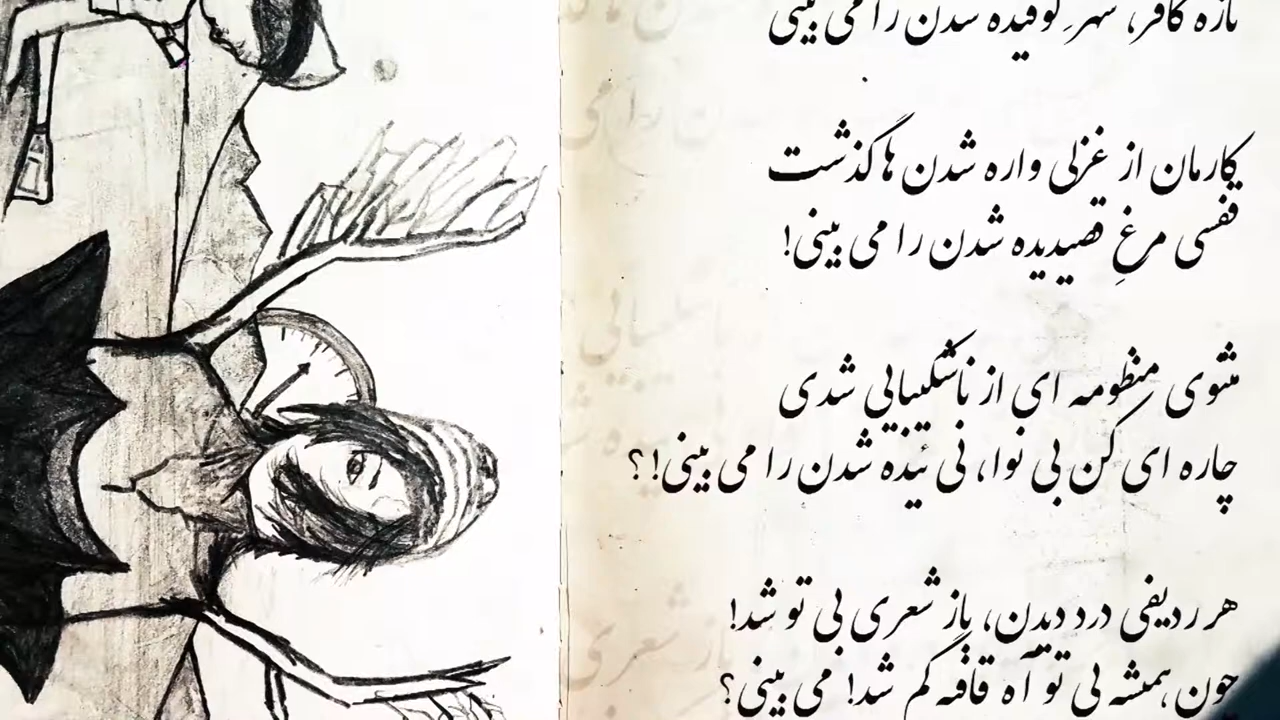 تازه کافر، شهرِ کوفیده شدن را می بینی
کارمان از غزلی واره شدن ها گذشت
قفسی مرغِ قصیدیده شدن را می بینی!
مثنوی منظومه ای از ناشکیبایی شدی
چاره ای کن بی نوا، نی ئیده شدن را می بینی!؟
هر ردیفی درد دیدن، باز شعری بی تو شد!
چون همیشه بی تو آه قافیه گم شد! می بینی؟